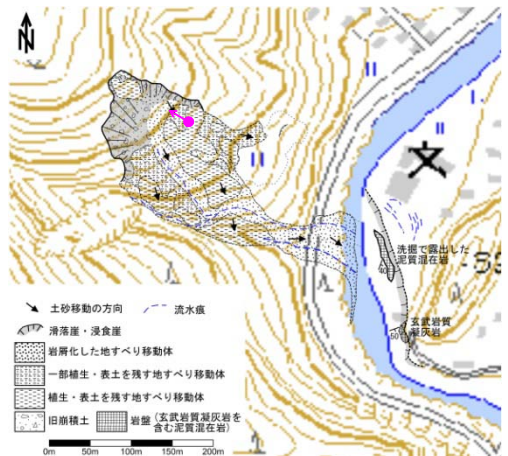 N
洗掘で露出した
泥質混在岩
40
玄武岩質
凝灰岩
50
土砂移動の方向
流水痕
滑落崖・浸食崖
岩屑化した地すべり移動体
一部植生・表土を残す地すべり移動体
植生・表土を残す地すべり移動体
旧崩積土
岩盤（玄武岩質凝灰岩を
含む泥質混在岩）
0m 50m 100m 150m 200m